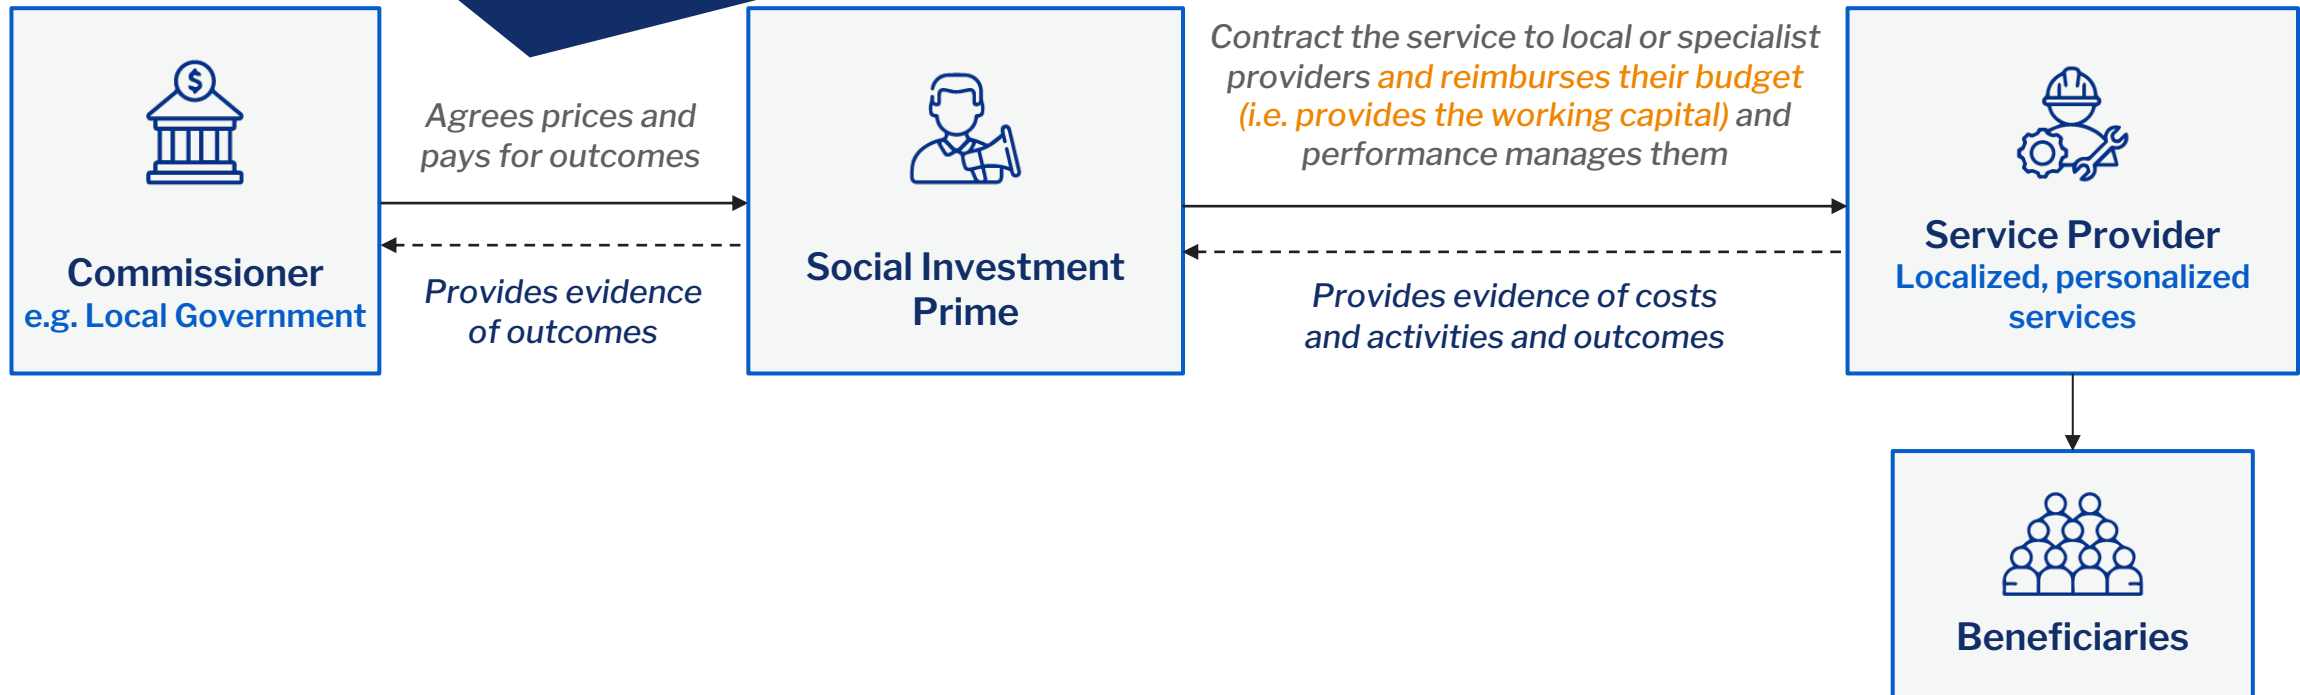 $
Commissioner
e.g. Local Government
Agrees prices and
pays for outcomes
Provides evidence
of outcomes
Social Investment
Prime
Contract the service to local or specialist
providers and reimburses their budget
(i.e. provides the working capital) and
performance manages them
Provides evidence of costs
and activities and outcomes
Service Provider
Localized, personalized
services
Beneficiaries